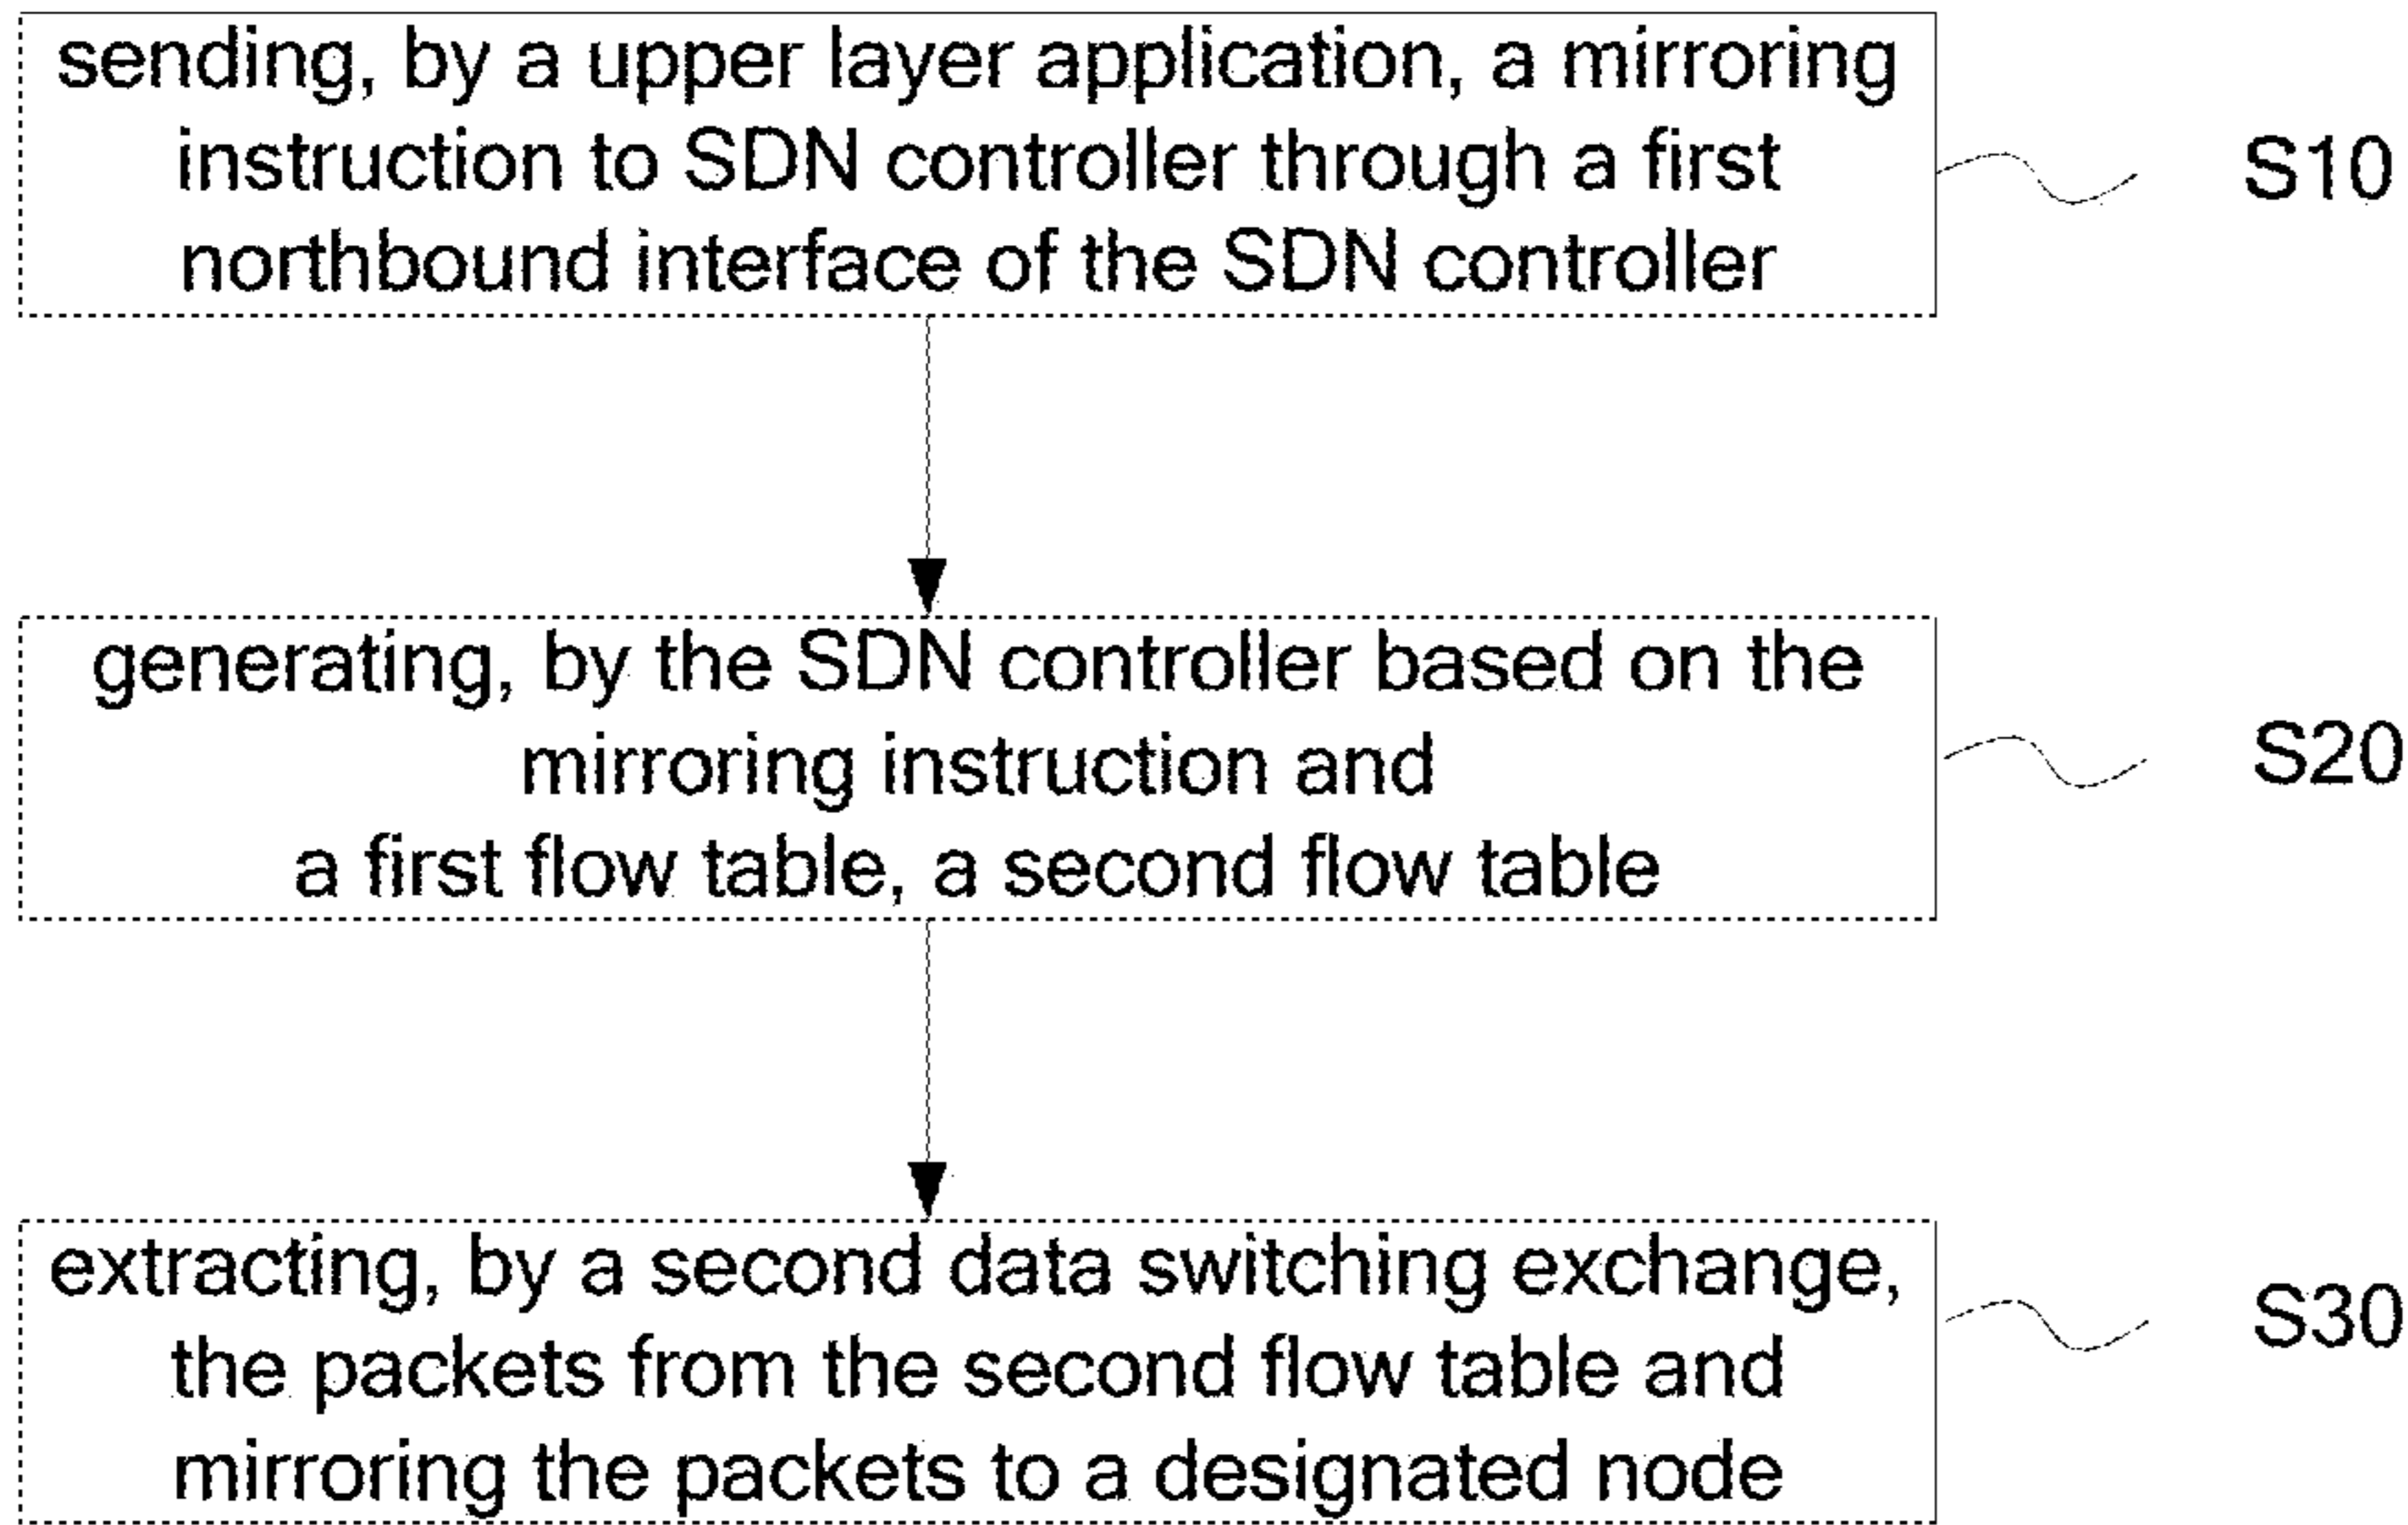 sending, by a upper layer application, a mirroring
instruction to SDN controller through a first
northbound interface of the SDN controller
S10
generating, by the SDN controller based on the
mirroring instruction and
a first flow table, a second flow table
S20
extracting, by a second data switching exchange,
the packets from the second flow table and
mirroring the packets to a designated node
S30